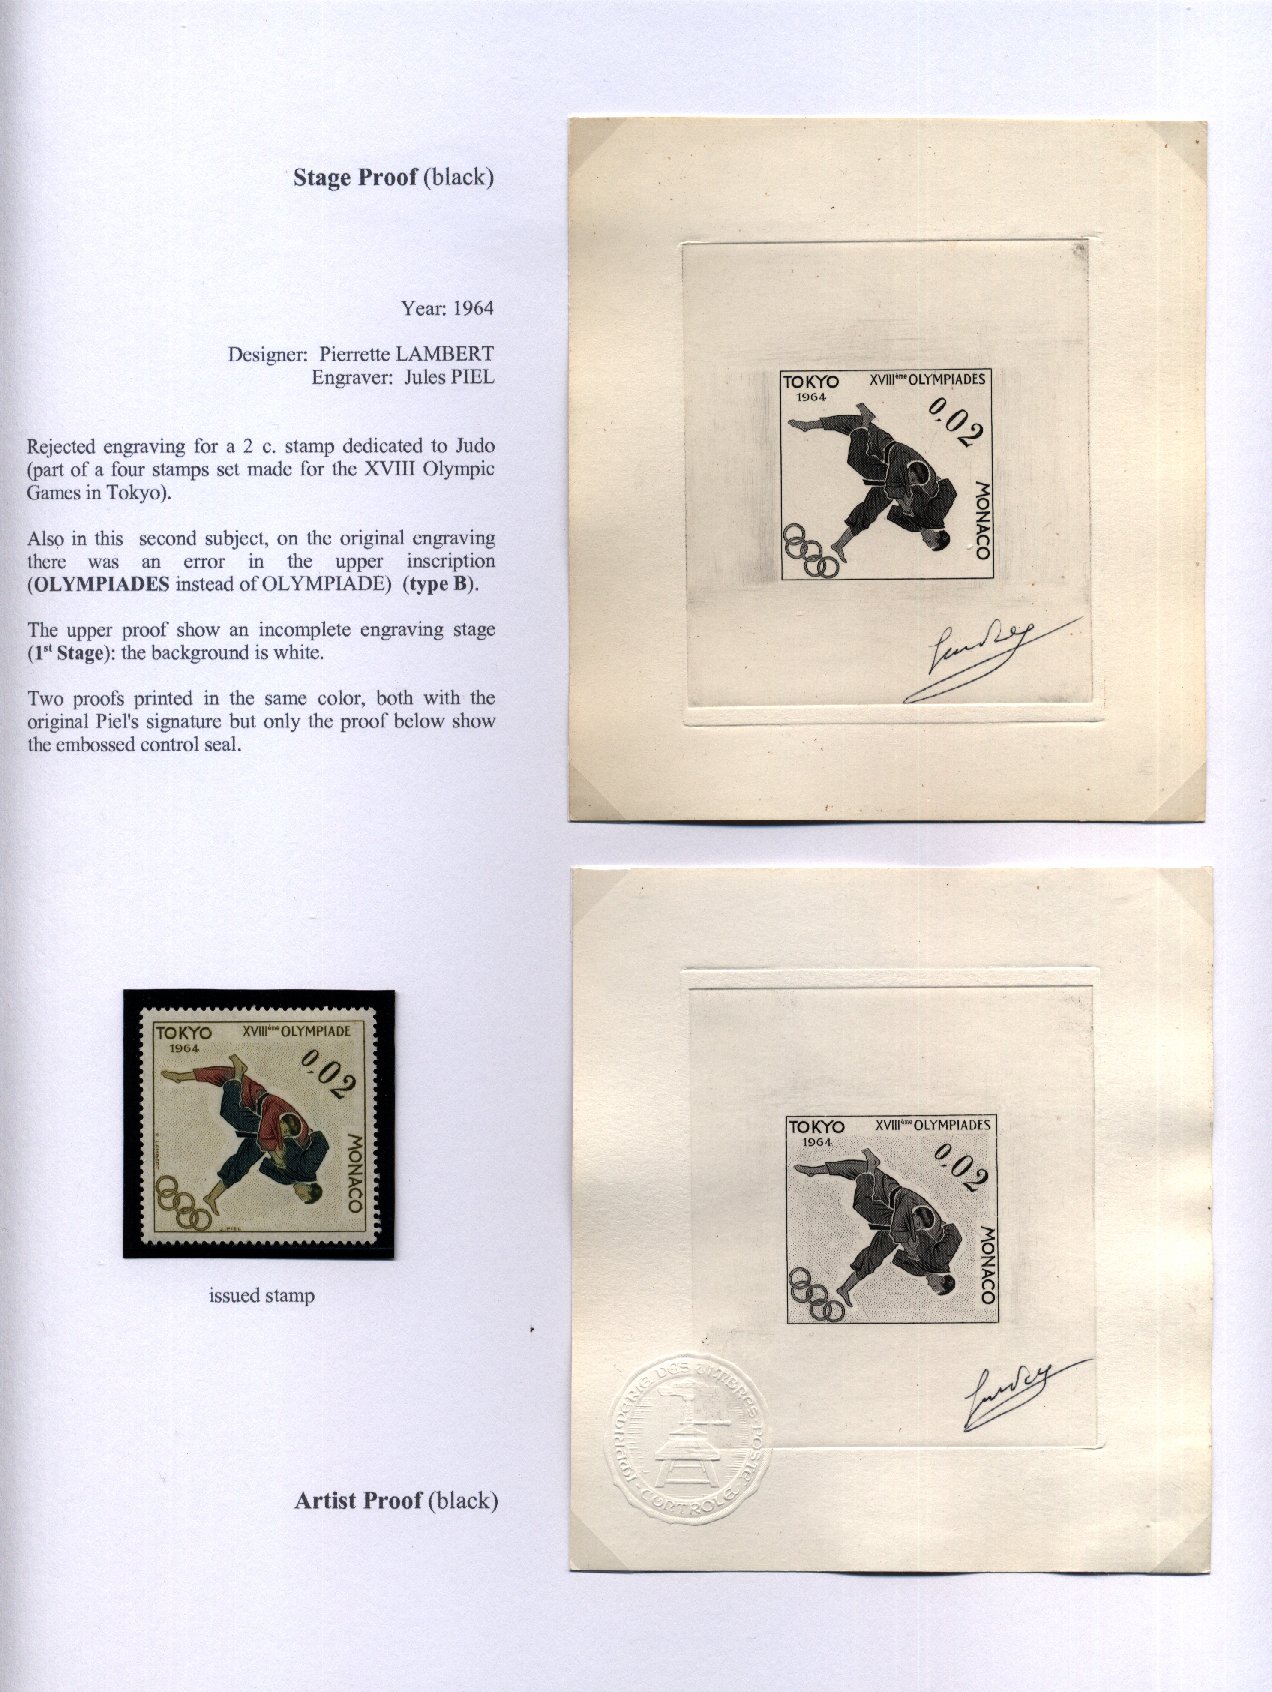 Stage Proof (black)
Year: 1964
Designer: Pierrette LAMBERT
Engraver: Jules PIEL
Rejected engraving for a 2 c. stamp dedicated to Judo
(part of a four stamps set made for the XVIII Olympic
Games in Tokyo).
Also in this second subject, on the original engraving
there was an error in the upper inscription
(OLYMPIADES instead of OLYMPIADE) (type B).
The upper proof show an incomplete engraving stage
(1st Stage): the background is white.
Two proofs printed in the same color, both with the
original Piel's signature but only the proof below show
the embossed control seal.
TOKYO XVIIIème OLYMPIADES
1964
0,02
MONACO
TOKYO XVIIIème OLYMPIADE
1964
0,02
MONACO
J. PIEL
issued stamp
TOKYO XVIIIème OLYMPIADES
1964
0,02
MONACO
IMPRIMERIE DES TIMBRES-POSTE
-CONTROLE-
Artist Proof (black)